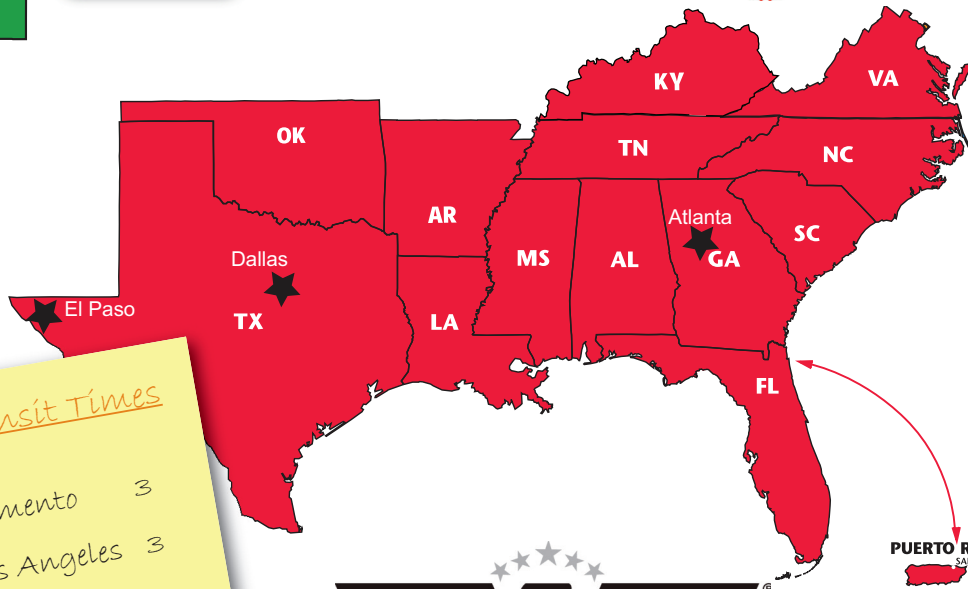 KY
VA
OK
TN
NC
AR
Atlanta
SC
Dallas
MS
AL
GA
El Paso
TX
LA
FL
nsit Times
mento 3
s Angeles 3
PUERTO R
SA